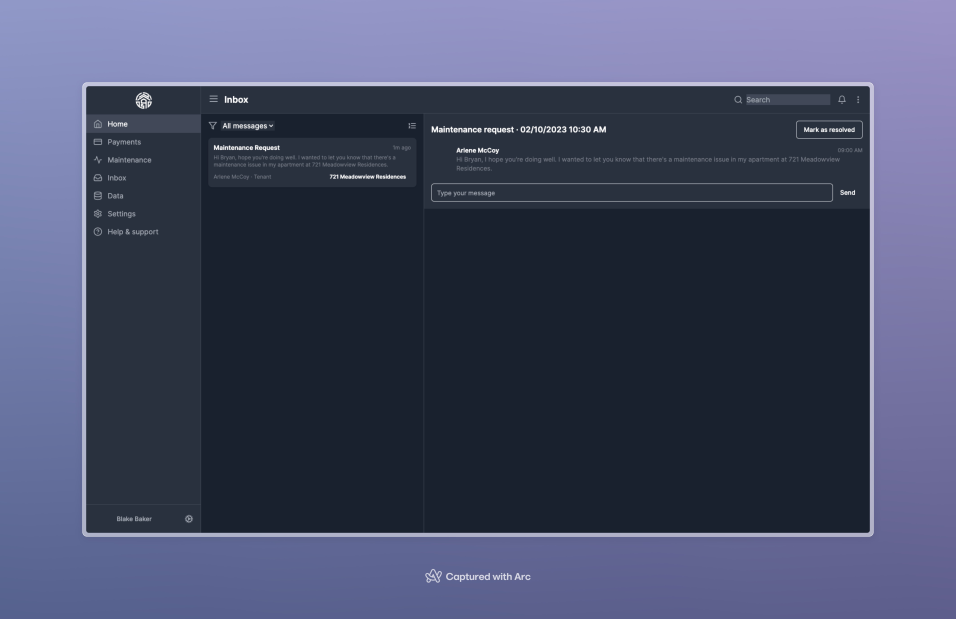 Inbox
Search
Home
Payments
Maintenance
Inbox
Data
Settings
Help & support
Blake Baker
All messages
Maintenance Request
1m ago
Hi Bryan, hope you're doing well. I wanted to let you know that there's a
maintenance issue in my apartment at 721 Meadowview Residences.
Arlene McCoy · Tenant
721 Meadowview Residences
Maintenance request · 02/10/2023 10:30 AM
Mark as resolved
Arlene McCoy
09:00 AM
Hi Bryan, I hope you're doing well. I wanted to let you know that there's a maintenance issue in my apartment at 721 Meadowview
Residences.
Type your message
Send
Captured with Arc